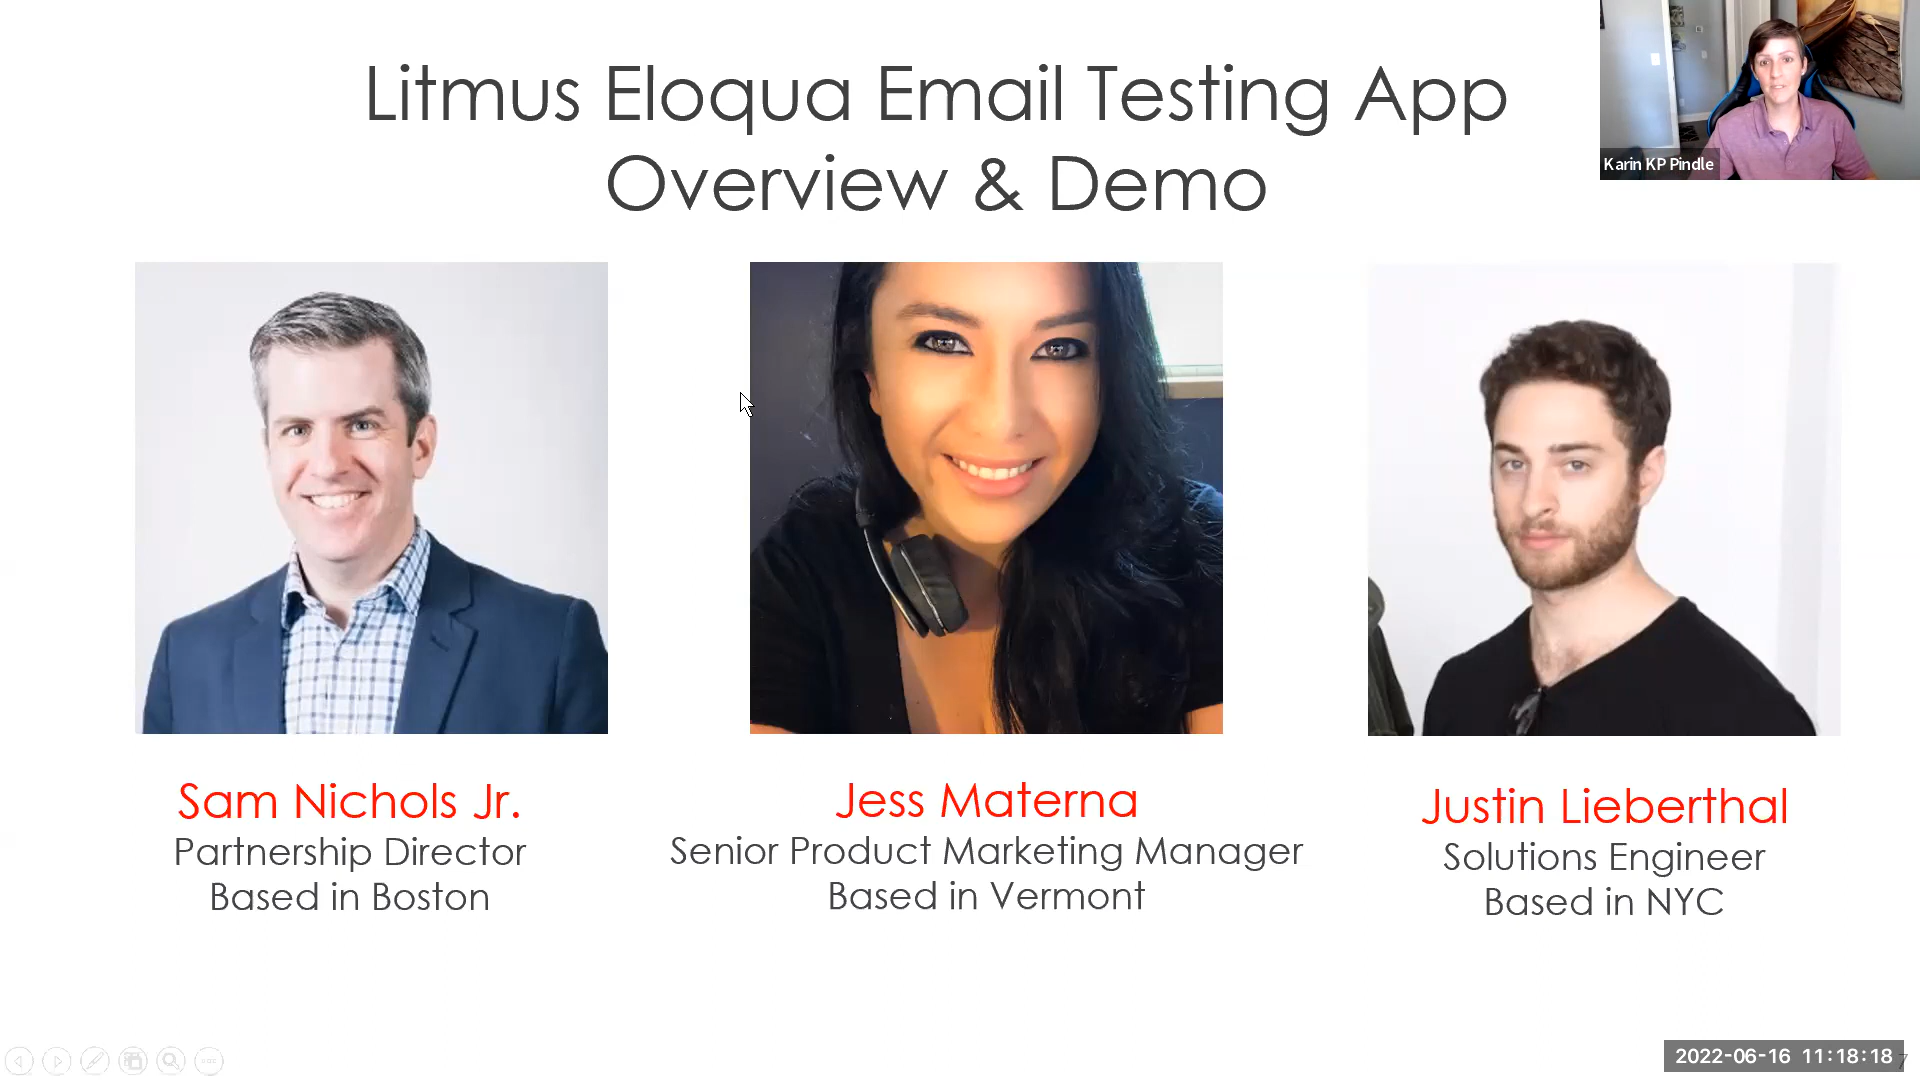 Litmus Eloqua Email Testing App
Overview & Demo
Karin KP Pindle
Sam Nichols Jr.
Partnership Director
Based in Boston
Jess Materna
Senior Product Marketing Manager
Based in Vermont
Justin Lieberthal
Solutions Engineer
Based in NYC
2022-06-16 11:18:18
7